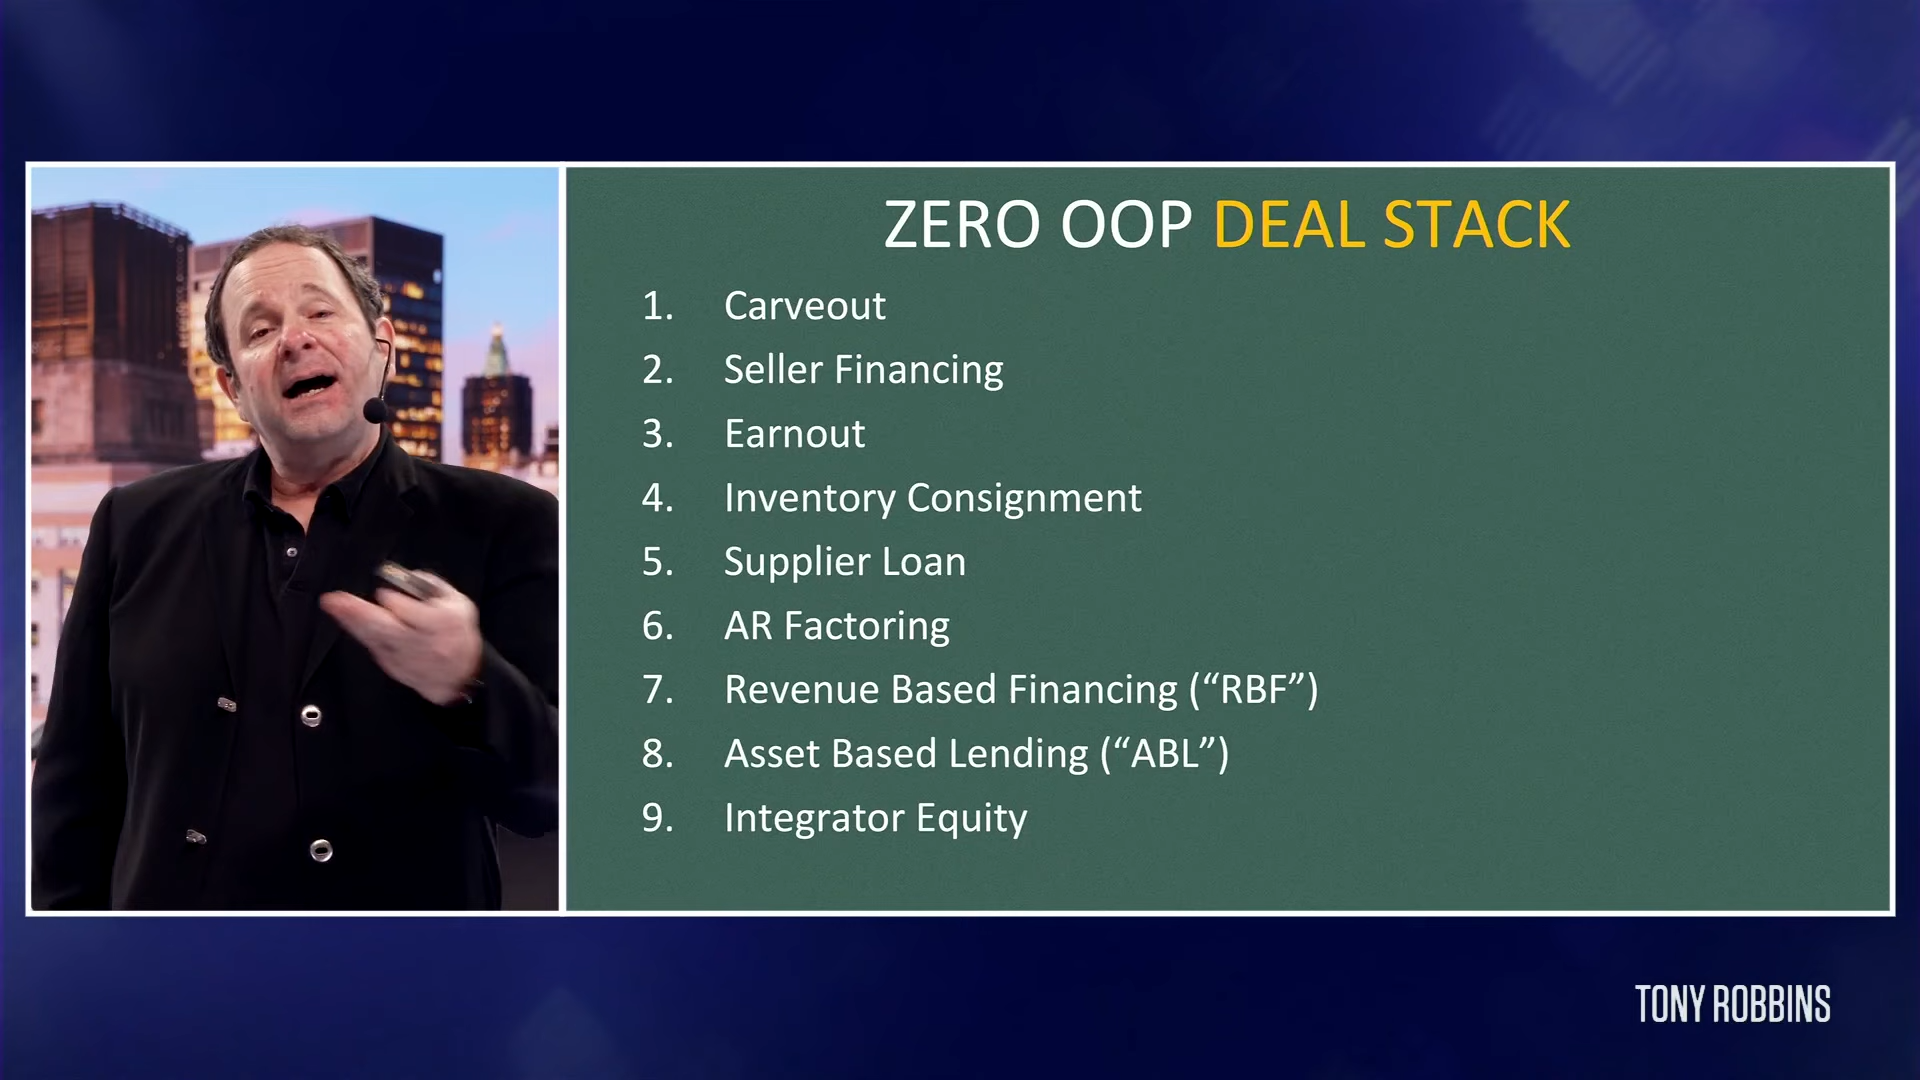 ZERO OOP DEAL STACK
1. Carveout
2. Seller Financing
3. Earnout
4. Inventory Consignment
5. Supplier Loan
6. AR Factoring
7. Revenue Based Financing (“RBF”)
8. Asset Based Lending (“ABL”)
9. Integrator Equity
TONY ROBBINS